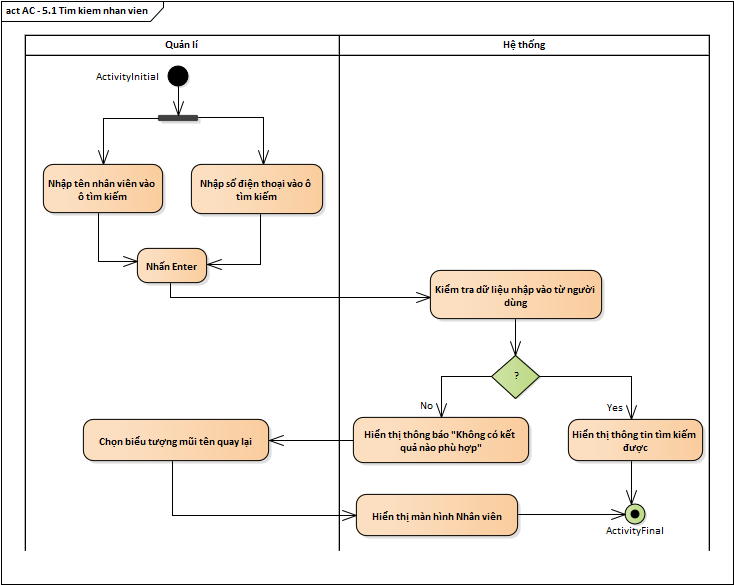 act AC - 5.1 Tim kiem nhan vien
Quản lí
Hệ thống
ActivityInitial
Nhập tên nhân viên vào
ô tìm kiếm
Nhập số điện thoại vào ô
tìm kiếm
Nhấn Enter
Kiểm tra dữ liệu nhập vào từ người
dùng
?
No
Yes
Chọn biểu tượng mũi tên quay lại
Hiển thị thông báo "Không có kết
quả nào phù hợp"
Hiển thị thông tin tìm kiếm
được
Hiển thị màn hình Nhân viên
ActivityFinal